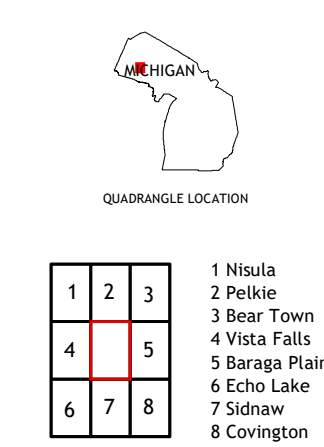 MICHIGAN
QUADRANGLE LOCATION
1 2 3
4 5
6 7 8
1 Nisula
2 Pelkie
3 Bear Town
4 Vista Falls
5 Baraga Plain
6 Echo Lake
7 Sidnaw
8 Covington